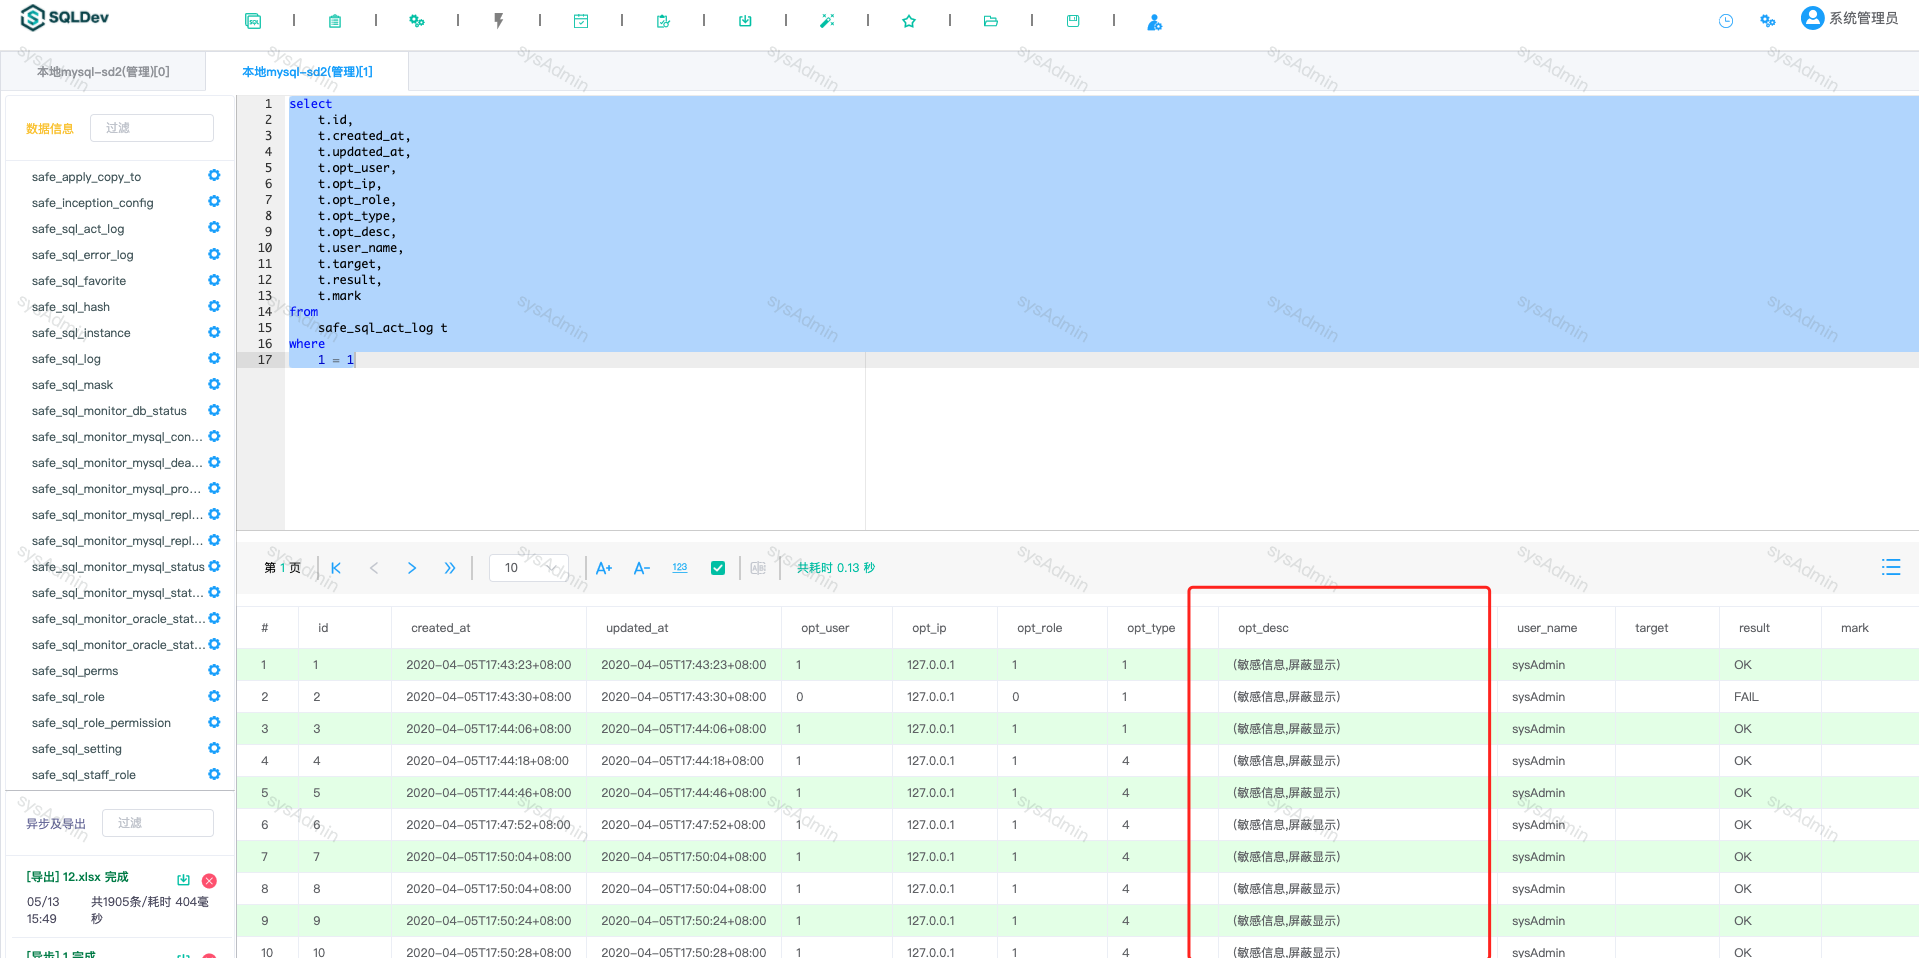 SQLDev
系统管理员
本地mysql-sd2(管理)[0]
本地mysql-sd2(管理)[1]
数据信息
过滤
safe_apply_copy_to
safe_inception_config
safe_sql_act_log
safe_sql_error_log
safe_sql_favorite
safe_sql_hash
safe_sql_instance
safe_sql_log
safe_sql_mask
safe_sql_monitor_db_status
safe_sql_monitor_mysql_con...
safe_sql_monitor_mysql_dea...
safe_sql_monitor_mysql_pro...
safe_sql_monitor_mysql_repl...
safe_sql_monitor_mysql_repl...
safe_sql_monitor_mysql_status
safe_sql_monitor_mysql_stat...
safe_sql_monitor_oracle_stat...
safe_sql_monitor_oracle_stat...
safe_sql_perms
safe_sql_role
safe_sql_role_permission
safe_sql_setting
safe_sql_staff_role
异步及导出
过滤
[导出] 12.xlsx 完成
05/13 15:49
共1905条/耗时 404毫秒
[异步] 1 完成
1 select
2 t.id,
3 t.created_at,
4 t.updated_at,
5 t.opt_user,
6 t.opt_ip,
7 t.opt_role,
8 t.opt_type,
9 t.opt_desc,
10 t.user_name,
11 t.target,
12 t.result,
13 t.mark
14 from
15 safe_sql_act_log t
16 where
17 1 = 1
第 1 页
10
A+ A- 123
共耗时 0.13 秒
# id created_at updated_at opt_user opt_ip opt_role opt_type opt_desc user_name target result mark
1 1 2020-04-05T17:43:23+08:00 2020-04-05T17:43:23+08:00 1 127.0.0.1 1 1 (敏感信息,屏蔽显示) sysAdmin OK
2 2 2020-04-05T17:43:30+08:00 2020-04-05T17:43:30+08:00 0 127.0.0.1 0 1 (敏感信息,屏蔽显示) sysAdmin FAIL
3 3 2020-04-05T17:44:06+08:00 2020-04-05T17:44:06+08:00 1 127.0.0.1 1 1 (敏感信息,屏蔽显示) sysAdmin OK
4 4 2020-04-05T17:44:18+08:00 2020-04-05T17:44:18+08:00 1 127.0.0.1 1 4 (敏感信息,屏蔽显示) sysAdmin OK
5 5 2020-04-05T17:44:46+08:00 2020-04-05T17:44:46+08:00 1 127.0.0.1 1 4 (敏感信息,屏蔽显示) sysAdmin OK
6 6 2020-04-05T17:47:52+08:00 2020-04-05T17:47:52+08:00 1 127.0.0.1 1 4 (敏感信息,屏蔽显示) sysAdmin OK
7 7 2020-04-05T17:50:04+08:00 2020-04-05T17:50:04+08:00 1 127.0.0.1 1 4 (敏感信息,屏蔽显示) sysAdmin OK
8 8 2020-04-05T17:50:04+08:00 2020-04-05T17:50:04+08:00 1 127.0.0.1 1 4 (敏感信息,屏蔽显示) sysAdmin OK
9 9 2020-04-05T17:50:24+08:00 2020-04-05T17:50:24+08:00 1 127.0.0.1 1 4 (敏感信息,屏蔽显示) sysAdmin OK
10 10 2020-04-05T17:50:28+08:00 2020-04-05T17:50:28+08:00 1 127.0.0.1 1 4 (敏感信息,屏蔽显示) sysAdmin OK